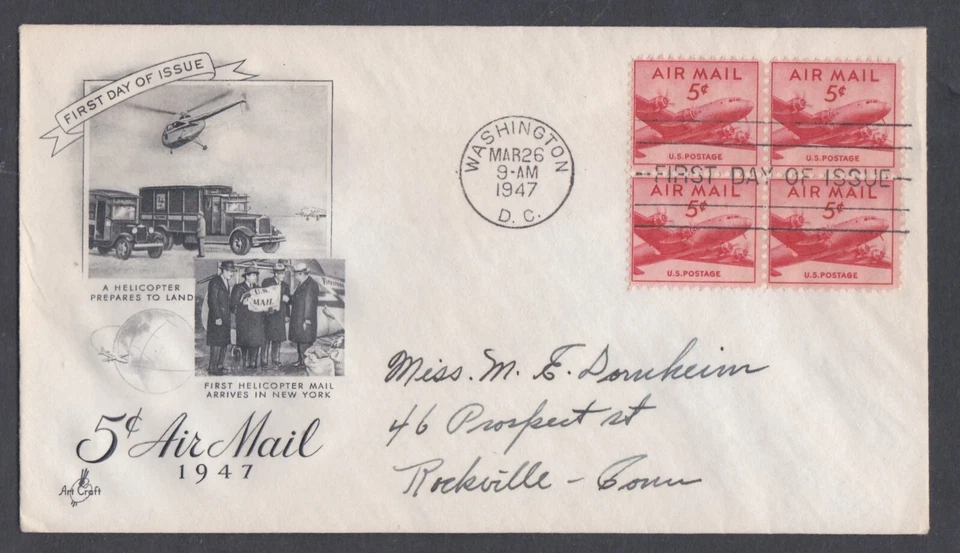 FIRST DAY OF ISSUE
A HELICOPTER
PREPARES TO LAND
U.S.
MAIL
FIRST HELICOPTER MAIL
ARRIVES IN NEW YORK
5¢ Air Mail
1947
Art Craft
WASHINGTON
MAR 26
9-AM
1947
D. C.
AIR MAIL
5¢
U.S. POSTAGE
AIR MAIL
5¢
U.S. POSTAGE
FIRST DAY OF ISSUE
AIR MAIL
5¢
U.S. POSTAGE
AIR MAIL
5¢
U.S. POSTAGE
Miss. M. E. Dornheim
46 Prospect st
Rockville - Conn